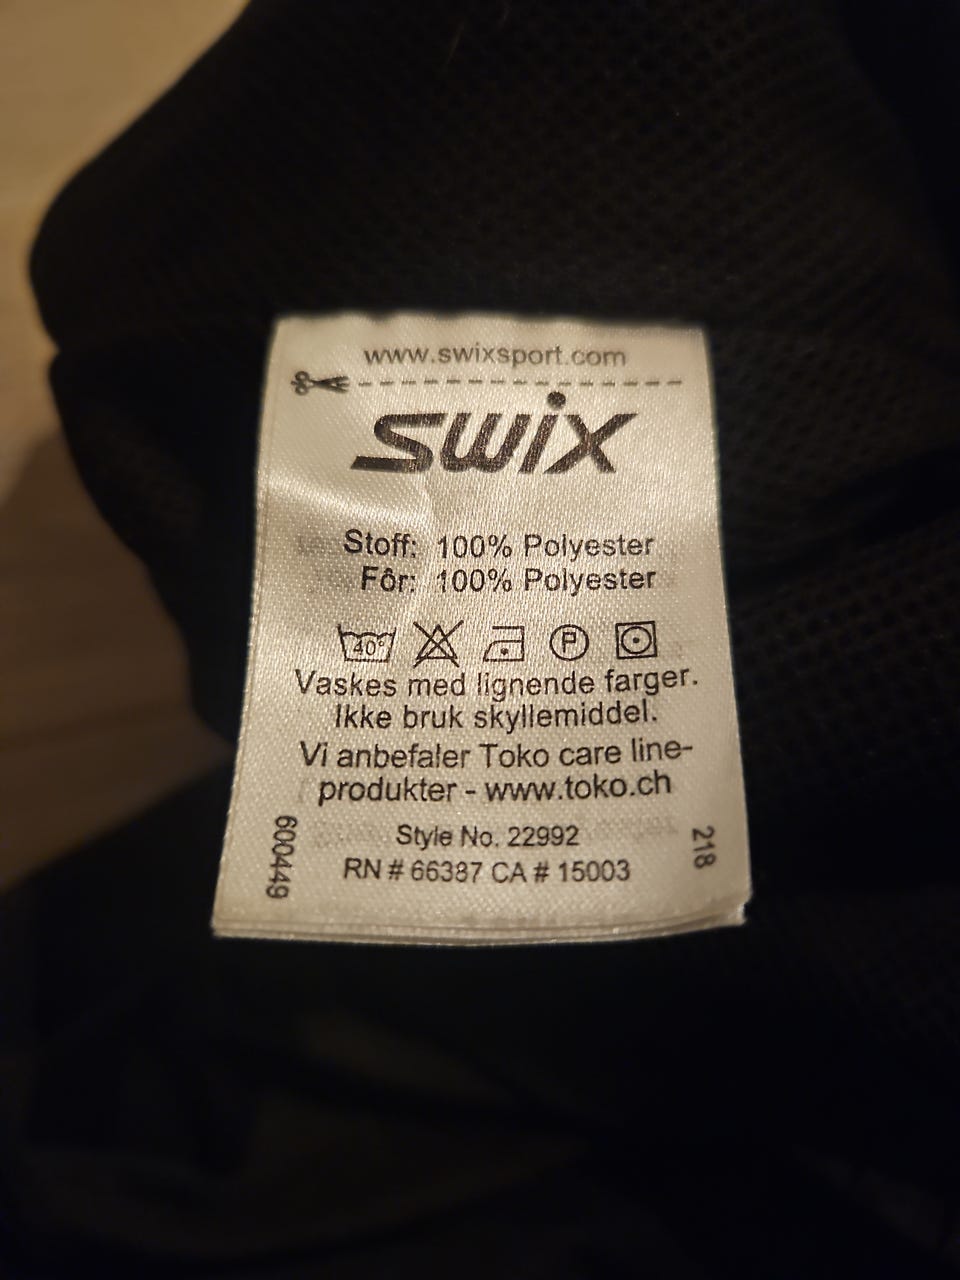 www.swixsport.com
swix
Stoff: 100% Polyester
Fôr: 100% Polyester
40°
P
Vaskes med lignende farger.
Ikke bruk skyllemiddel.
Vi anbefaler Toko care line-
produkter - www.toko.ch
Style No. 22992
RN # 66387 CA # 15003
600449
218